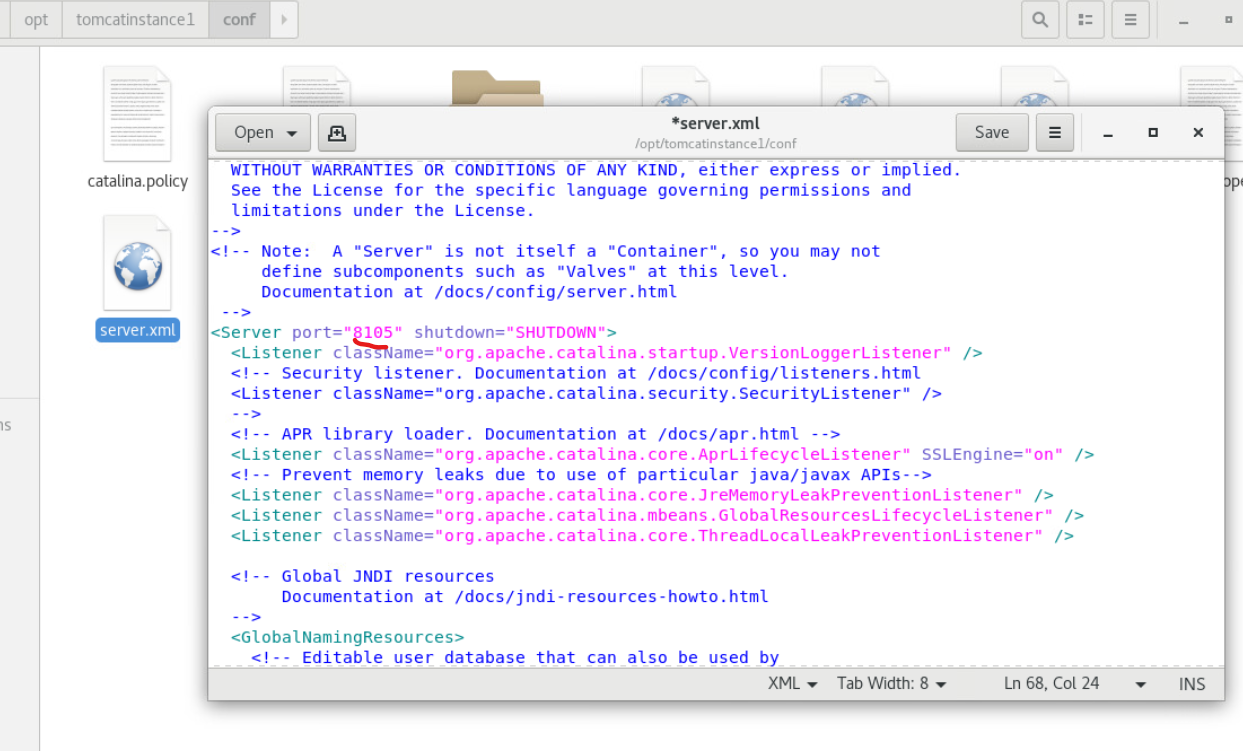 opt tomcatinstance1 conf
catalina.policy
server.xml
Open
*server.xml
/opt/tomcatinstance1/conf
Save
WITHOUT WARRANTIES OR CONDITIONS OF ANY KIND, either express or implied.
See the License for the specific language governing permissions and
limitations under the License.
-->
<!-- Note:  A "Server" is not itself a "Container", so you may not
define subcomponents such as "Valves" at this level.
Documentation at /docs/config/server.html
-->
<Server port="8105" shutdown="SHUTDOWN">
<Listener className="org.apache.catalina.startup.VersionLoggerListener" />
<!-- Security listener. Documentation at /docs/config/listeners.html
<Listener className="org.apache.catalina.security.SecurityListener" />
-->
<!-- APR library loader. Documentation at /docs/apr.html -->
<Listener className="org.apache.catalina.core.AprLifecycleListener" SSLEngine="on" />
<!-- Prevent memory leaks due to use of particular java/javax APIs-->
<Listener className="org.apache.catalina.core.JreMemoryLeakPreventionListener" />
<Listener className="org.apache.catalina.mbeans.GlobalResourcesLifecycleListener" />
<Listener className="org.apache.catalina.core.ThreadLocalLeakPreventionListener" />
<!-- Global JNDI resources
Documentation at /docs/jndi-resources-howto.html
-->
<GlobalNamingResources>
<!-- Editable user database that can also be used by
XML Tab Width: 8 Ln 68, Col 24 INS